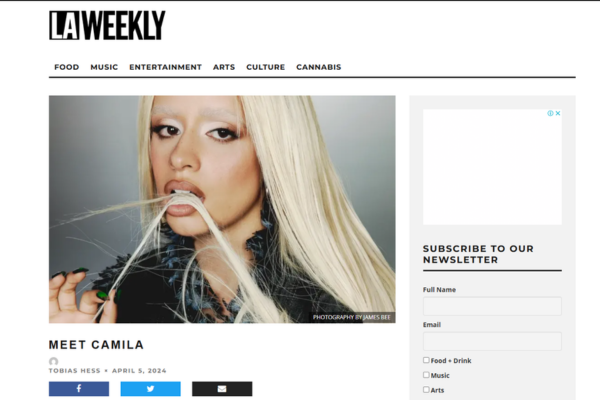 LA WEEKLY
FOOD MUSIC ENTERTAINMENT ARTS CULTURE CANNABIS
PHOTOGRAPHY BY JAMES BEE
MEET CAMILA
TOBIAS HESS • APRIL 5, 2024
SUBSCRIBE TO OUR
NEWSLETTER
Full Name
Email
Food + Drink
Music
Arts